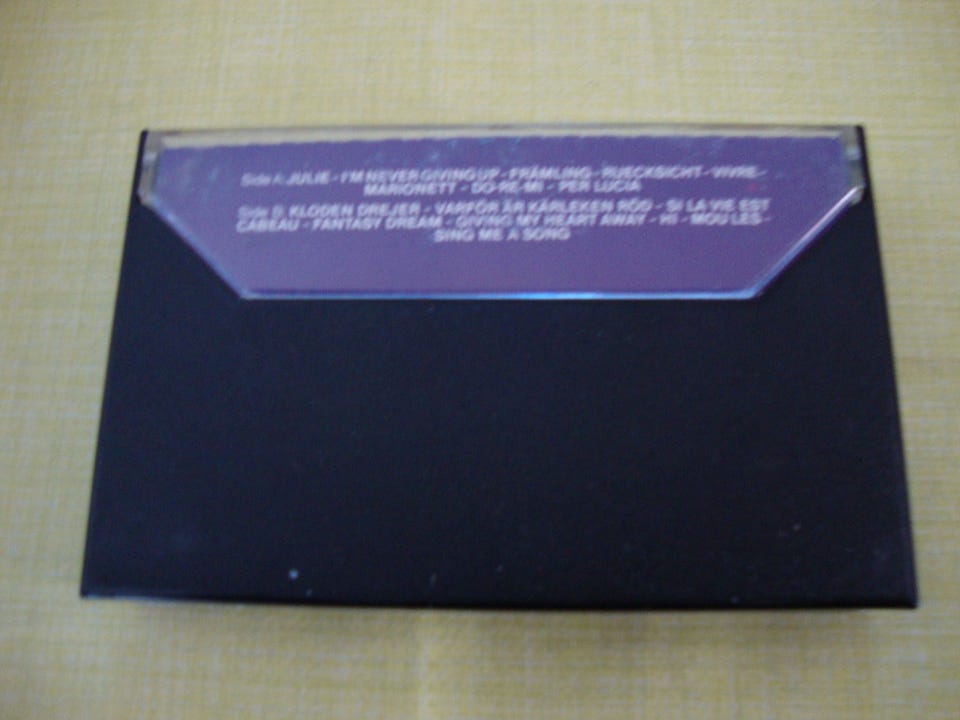 Side A: JULIE - I'M NEVER GIVING UP - FRÄMLING - RUECKSICHT - VIVRE -
MARIONETT - DO-RE-MI - PER LUCIA
Side B: KLODEN DREJER - VARFÖR ÄR KÄRLEKEN RÖD - SI LA VIE EST
CABEAU - FANTASY DREAM - GIVING MY HEART AWAY - HI - MOU LES -
SING ME A SONG